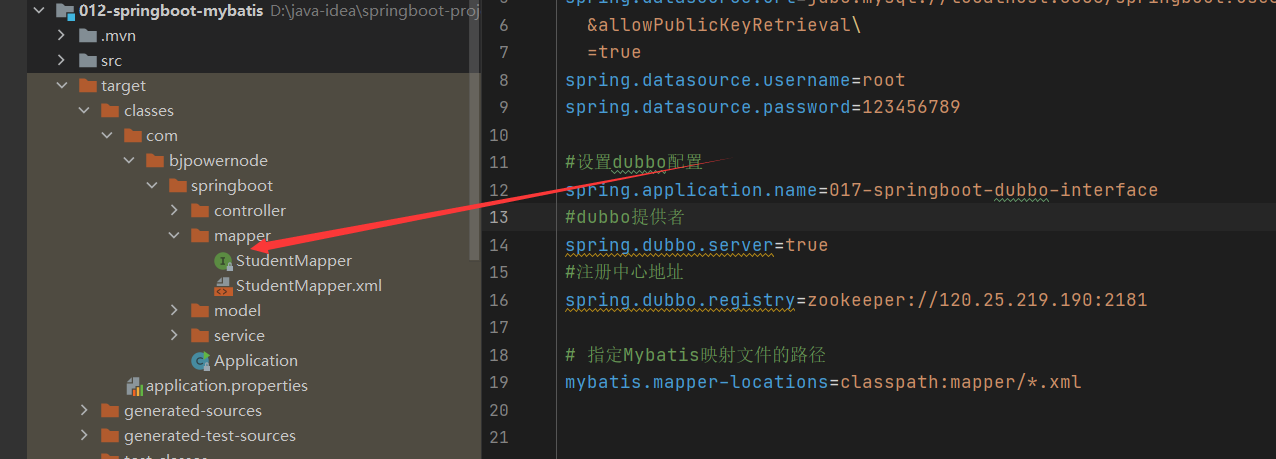 012-springboot-mybatis D:\java-idea\springboot-proj
.mvn
src
target
classes
com
bjpowernode
springboot
controller
mapper
StudentMapper
StudentMapper.xml
model
service
Application
application.properties
generated-sources
generated-test-sources
6 &allowPublicKeyRetrieval\
7 =true
8 spring.datasource.username=root
9 spring.datasource.password=123456789
10
11 #设置dubbo配置
12 spring.application.name=017-springboot-dubbo-interface
13 #dubbo提供者
14 spring.dubbo.server=true
15 #注册中心地址
16 spring.dubbo.registry=zookeeper://120.25.219.190:2181
17
18 # 指定Mybatis映射文件的路径
19 mybatis.mapper-locations=classpath:mapper/*.xml
20
21